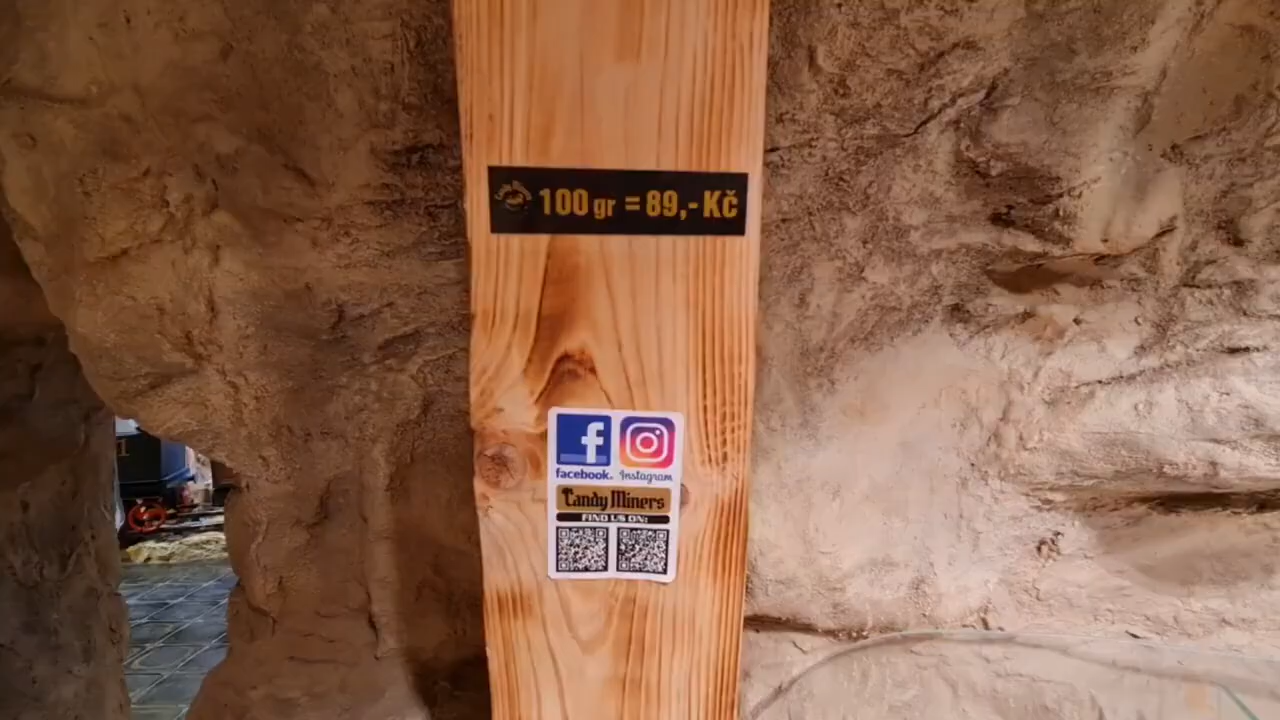 100 gr = 89,- Kč
facebook.
Instagram
Candy Miners
FIND US ON: